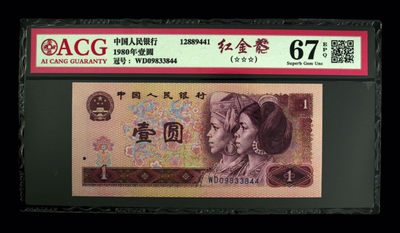 ACG
AI CANG GUARANTY
中国人民银行
1980年壹圆
冠号: WD09833844
12889441
红金龙
(☆☆☆)
67 EPQ
Superb Gem Unc
中国人民银行
1
壹圆
WD09833844
1
1